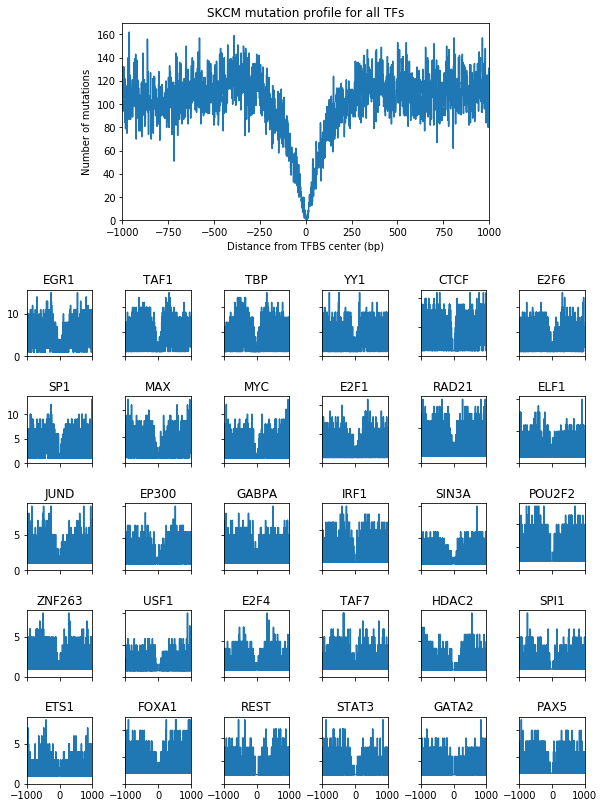 SKCM mutation profile for all TFs
160
140
120
100
80
60
40
20
0
Number of mutations
−1000 −750 −500 −250 0 250 500 750 1000
Distance from TFBS center (bp)
EGR1 TAF1 TBP YY1 CTCF E2F6
10
0
SP1 MAX MYC E2F1 RAD21 ELF1
10
5
0
JUND EP300 GABPA IRF1 SIN3A POU2F2
5
0
ZNF263 USF1 E2F4 TAF7 HDAC2 SPI1
5
0
ETS1 FOXA1 REST STAT3 GATA2 PAX5
5
0
−1000 0 1000 −1000 0 1000 −1000 0 1000 −1000 0 1000 −1000 0 1000 −1000 0 1000